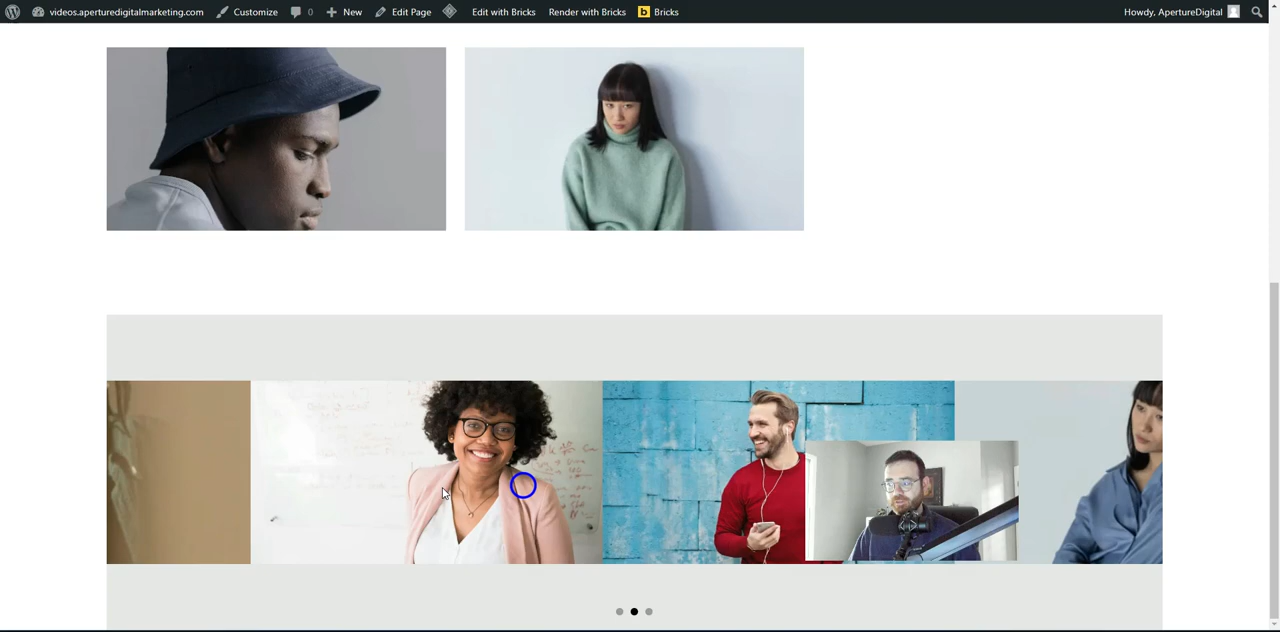 videos.aperturedigitalmarketing.com Customize 0 New Edit Page Edit with Bricks Render with Bricks b Bricks Howdy, ApertureDigital